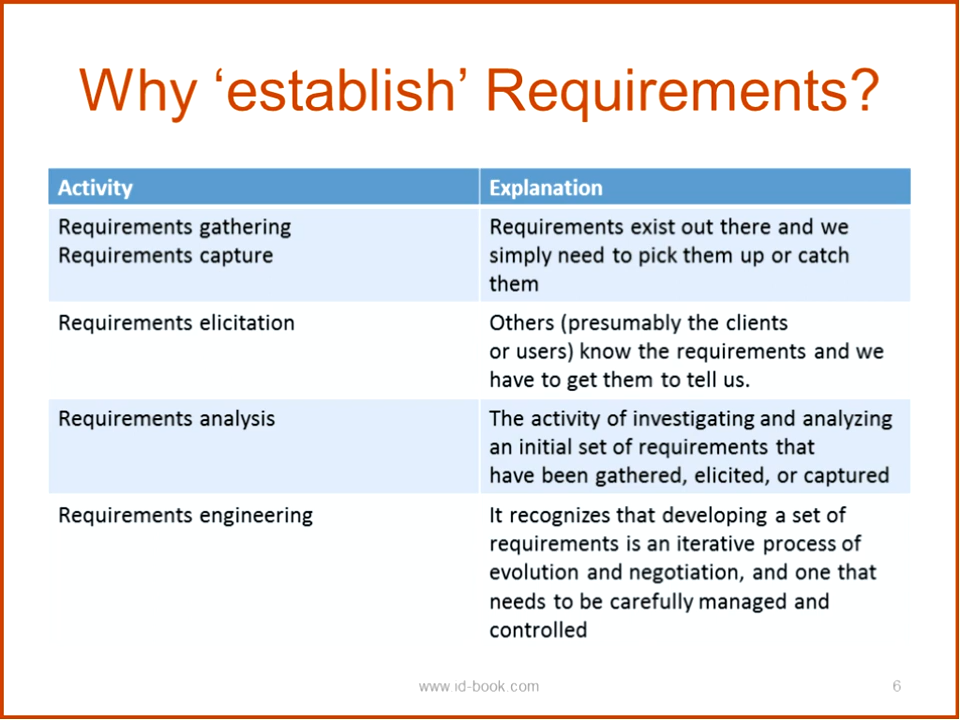 Why ‘establish’ Requirements?
Activity
Explanation
Requirements gathering
Requirements capture
Requirements exist out there and we
simply need to pick them up or catch
them
Requirements elicitation
Others (presumably the clients
or users) know the requirements and we
have to get them to tell us.
Requirements analysis
The activity of investigating and analyzing
an initial set of requirements that
have been gathered, elicited, or captured
Requirements engineering
It recognizes that developing a set of
requirements is an iterative process of
evolution and negotiation, and one that
needs to be carefully managed and
controlled
www.id-book.com
6